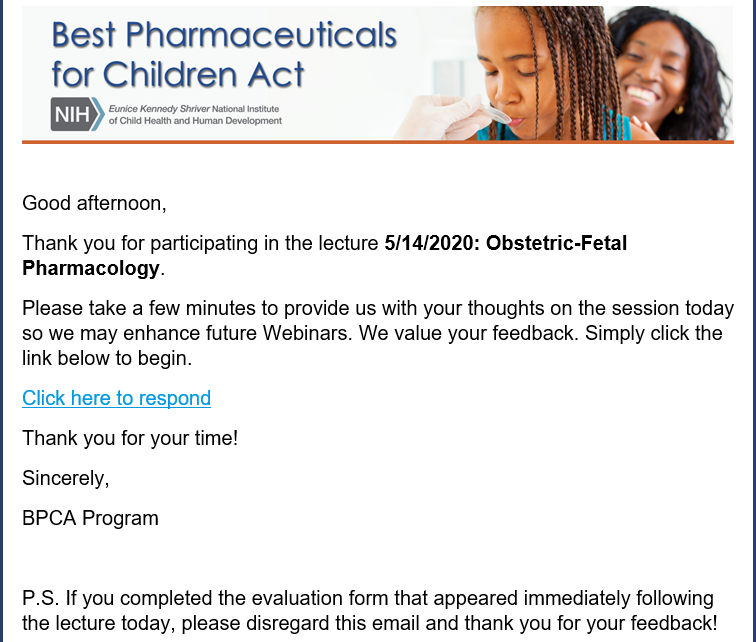 Best Pharmaceuticals
for Children Act
NIH
Eunice Kennedy Shriver National Institute
of Child Health and Human Development
Good afternoon,
Thank you for participating in the lecture 5/14/2020: Obstetric-Fetal
Pharmacology.
Please take a few minutes to provide us with your thoughts on the session today
so we may enhance future Webinars. We value your feedback. Simply click the
link below to begin.
Click here to respond
Thank you for your time!
Sincerely,
BPCA Program
P.S. If you completed the evaluation form that appeared immediately following
the lecture today, please disregard this email and thank you for your feedback!